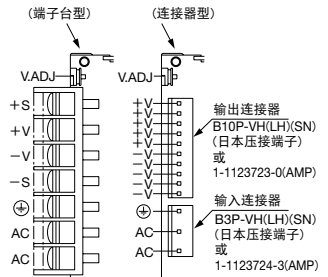 (端子台型)
(连接器型)
V.ADJ
V.ADJ
+S
+V
−V
−S
AC
AC
+V
+V
+V
+V
+V
−V
−V
−V
−V
−V
AC
AC
输出连接器
B10P-VH(LH)(SN)
(日本压接端子)
或
1-1123723-0(AMP)
输入连接器
B3P-VH(LH)(SN)
(日本压接端子)
或
1-1123724-3(AMP)